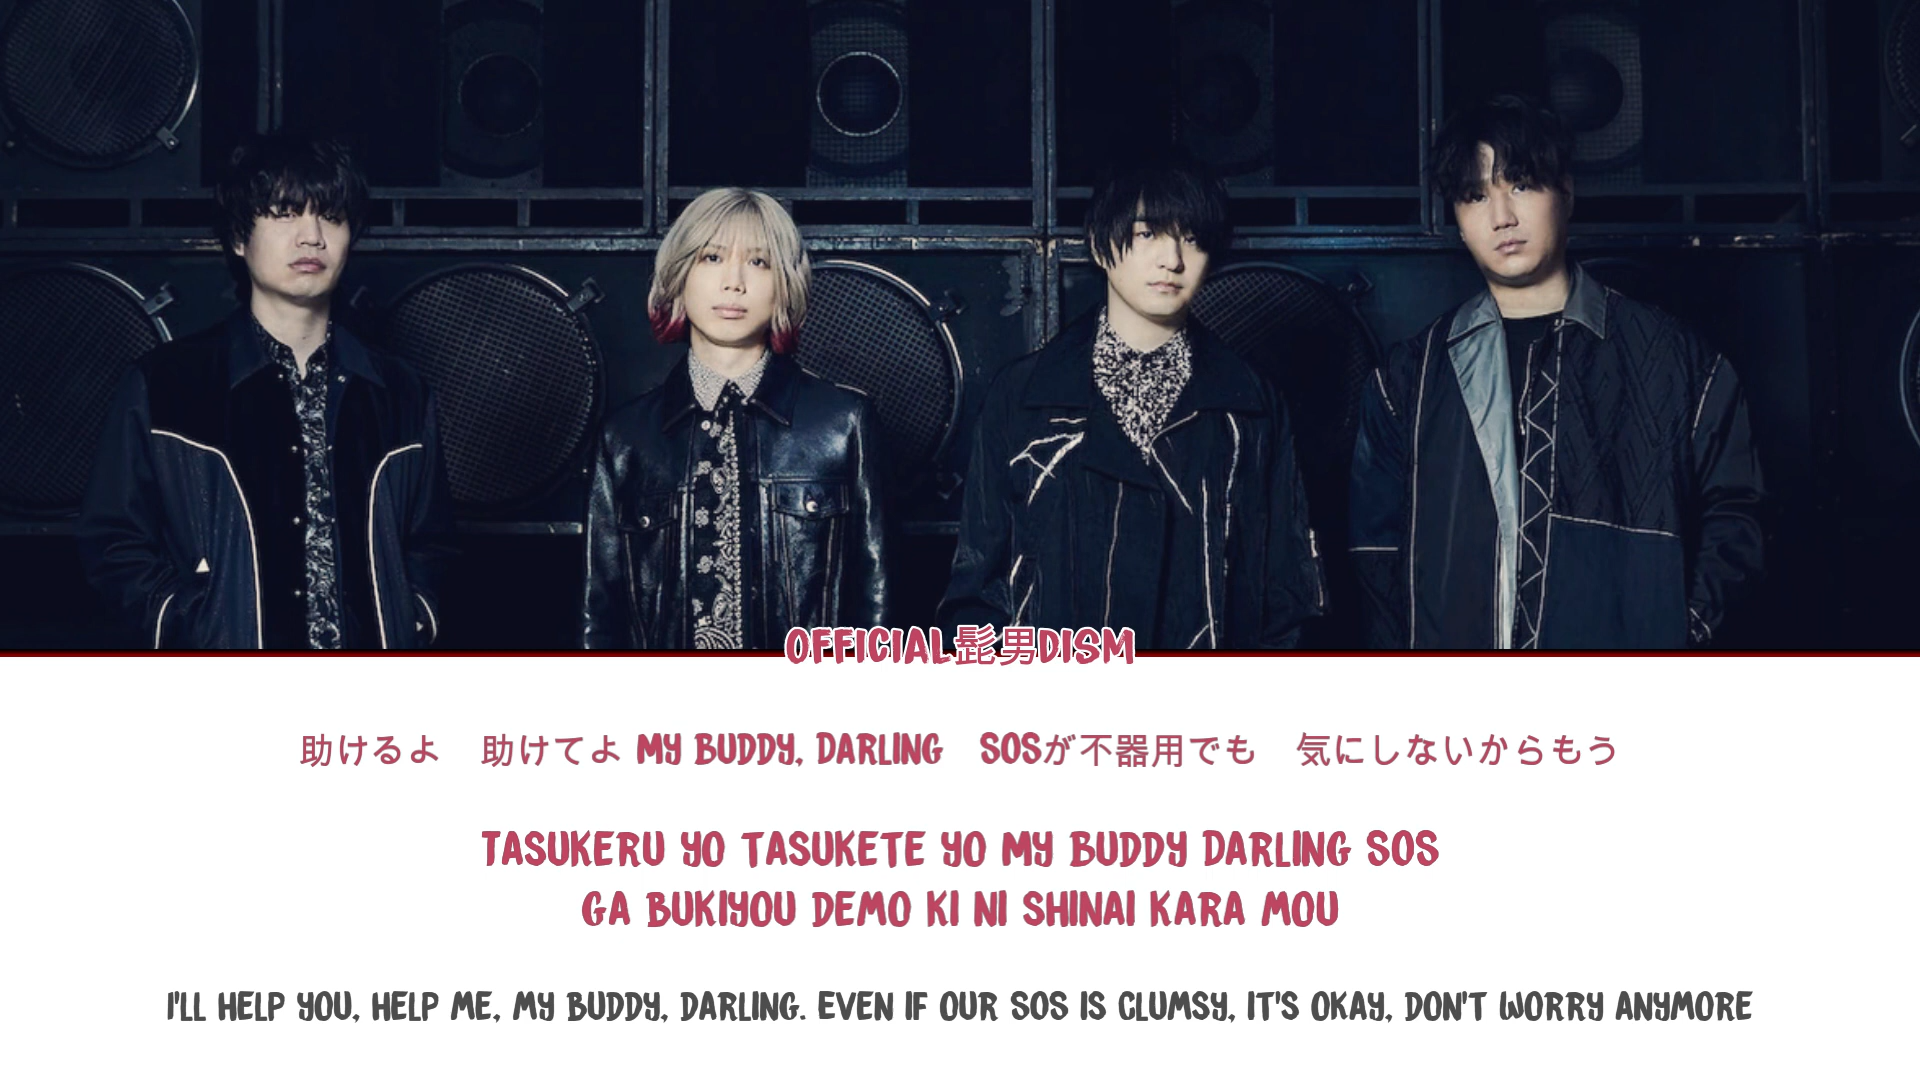 OFFICIAL髭男DISM
助けるよ　助けてよ MY BUDDY, DARLING　SOSが不器用でも　気にしないからもう
TASUKERU YO TASUKETE YO MY BUDDY DARLING SOS
GA BUKIYOU DEMO KI NI SHINAI KARA MOU
I'LL HELP YOU, HELP ME, MY BUDDY, DARLING. EVEN IF OUR SOS IS CLUMSY, IT'S OKAY, DON'T WORRY ANYMORE